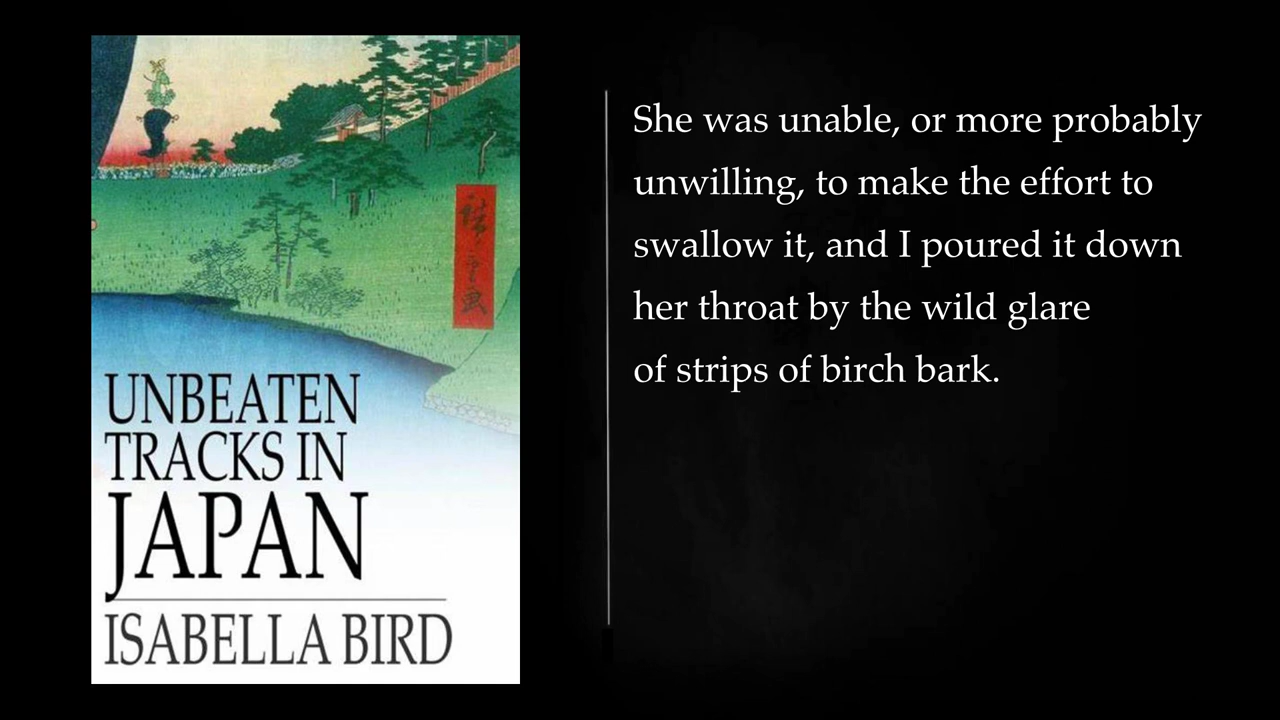 UNBEATEN
TRACKS IN
JAPAN
ISABELLA BIRD
She was unable, or more probably
unwilling, to make the effort to
swallow it, and I poured it down
her throat by the wild glare
of strips of birch bark.